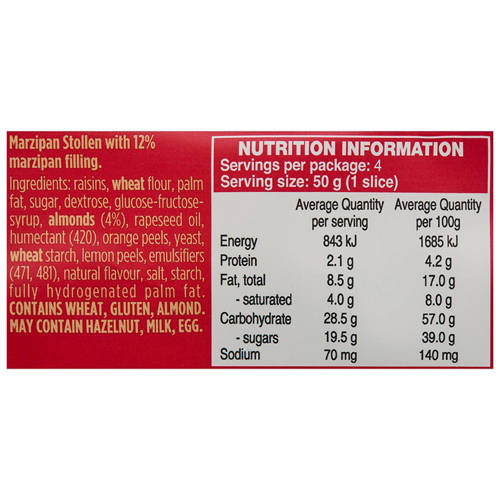 Marzipan Stollen with 12%
marzipan filling.
Ingredients: raisins, wheat flour, palm
fat, sugar, dextrose, glucose-fructose-
syrup, almonds (4%), rapeseed oil,
humectant (420), orange peels, yeast,
wheat starch, lemon peels, emulsifiers
(471, 481), natural flavour, salt, starch,
fully hydrogenated palm fat.
CONTAINS WHEAT, GLUTEN, ALMOND.
MAY CONTAIN HAZELNUT, MILK, EGG.
NUTRITION INFORMATION
Servings per package: 4
Serving size: 50 g (1 slice)
Average Quantity Average Quantity
per serving per 100g
Energy 843 kJ 1685 kJ
Protein 2.1 g 4.2 g
Fat, total 8.5 g 17.0 g
- saturated 4.0 g 8.0 g
Carbohydrate 28.5 g 57.0 g
- sugars 19.5 g 39.0 g
Sodium 70 mg 140 mg